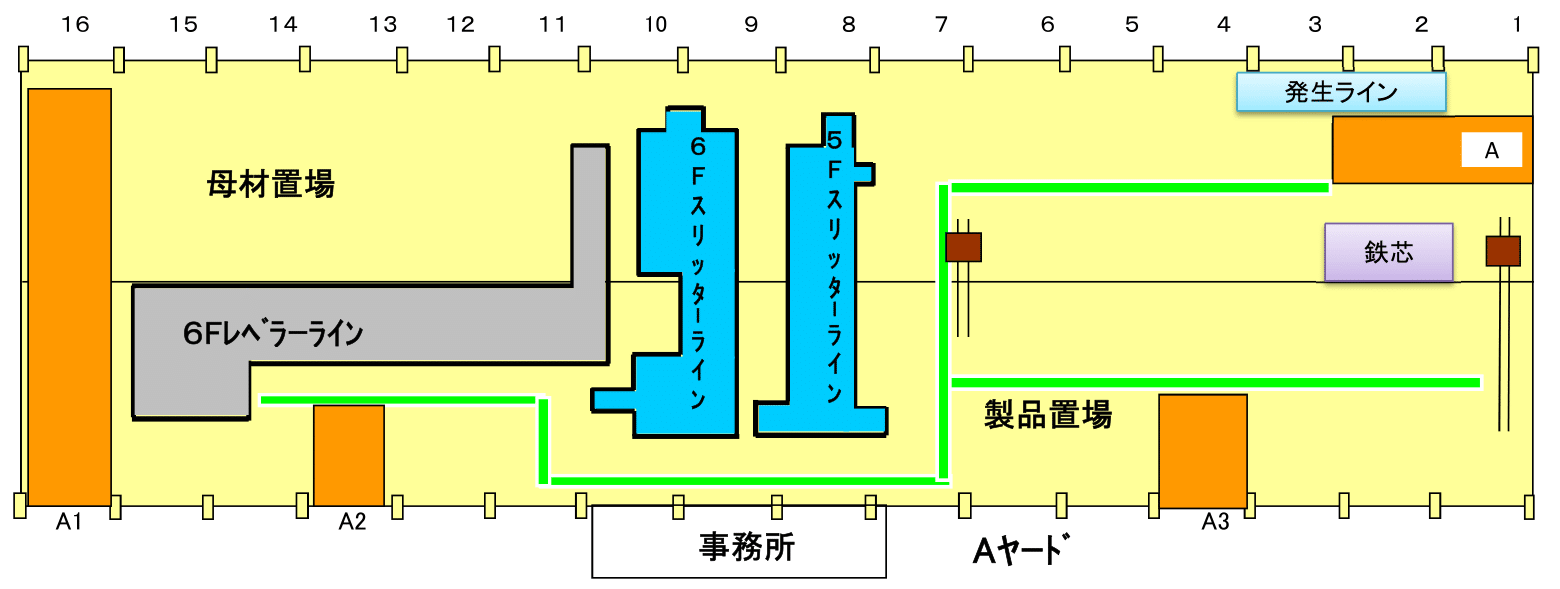 16 15 14 13 12 11 10 9 8 7 6 5 4 3 2 1
発生ライン
A
母材置場
6Fスリッターライン
5Fスリッターライン
鉄芯
6Fﾚﾍﾞﾗｰライン
製品置場
A1
A2
A3
事務所
Aヤード